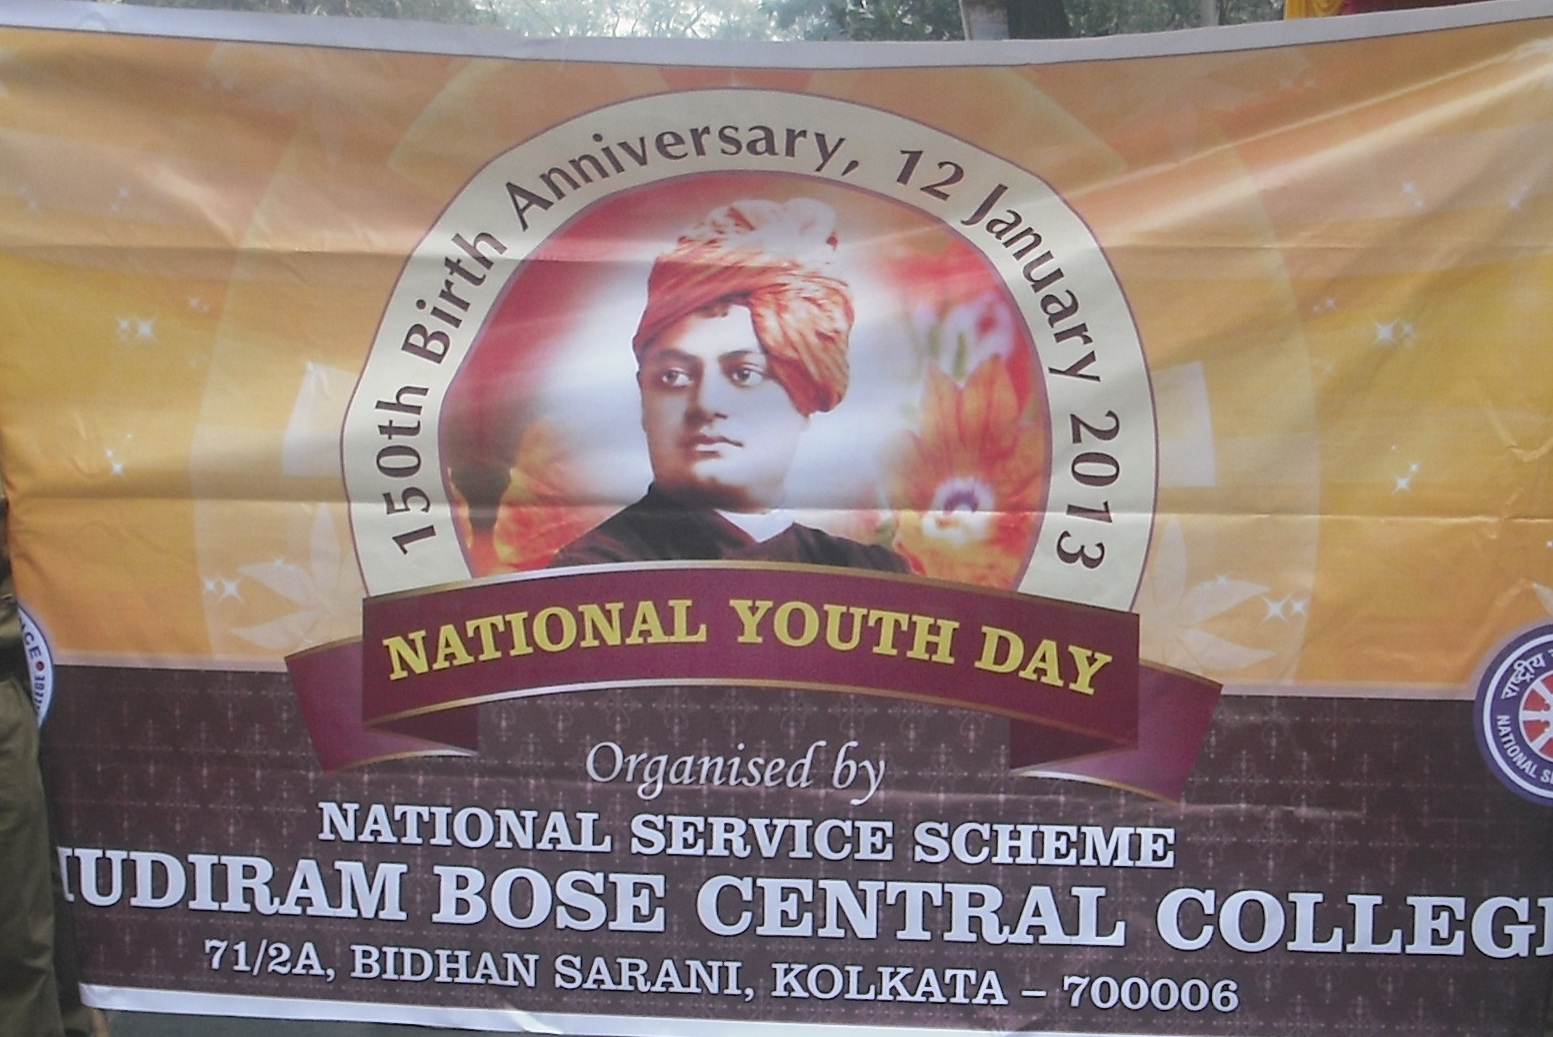 150th Birth Anniversary, 12 January 2013
NATIONAL YOUTH DAY
Organised by
NATIONAL SERVICE SCHEME
UDIRAM BOSE CENTRAL COLLEG
71/2A, BIDHAN SARANI, KOLKATA – 700006
राष्ट्रीय
NATIONAL